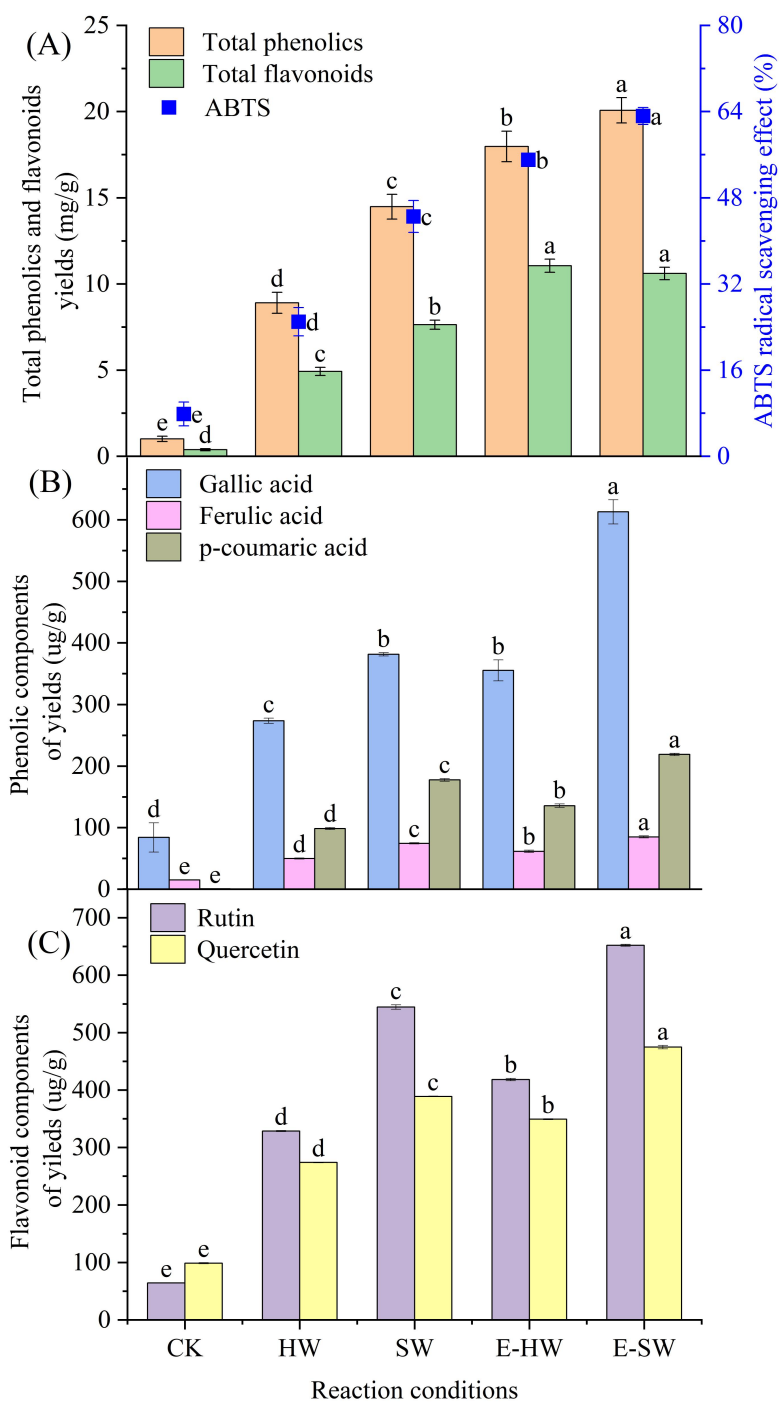 (A)
Total phenolics
Total flavonoids
ABTS
Total phenolics and flavonoids
yields (mg/g)
25
20
15
10
5
0
ABTS radical scavenging effect (%)
80
64
48
32
16
0
e e d
d d c
c c b
b b a
a a a
(B)
Gallic acid
Ferulic acid
p-coumaric acid
Phenolic components
of yields (ug/g)
600
500
400
300
200
100
0
d e e
c d d
b c c
b b b
a a a
(C)
Rutin
Quercetin
Flavonoid components
of yileds (ug/g)
700
600
500
400
300
200
100
0
e e
d d
c c
b b
a a
CK HW SW E-HW E-SW
Reaction conditions